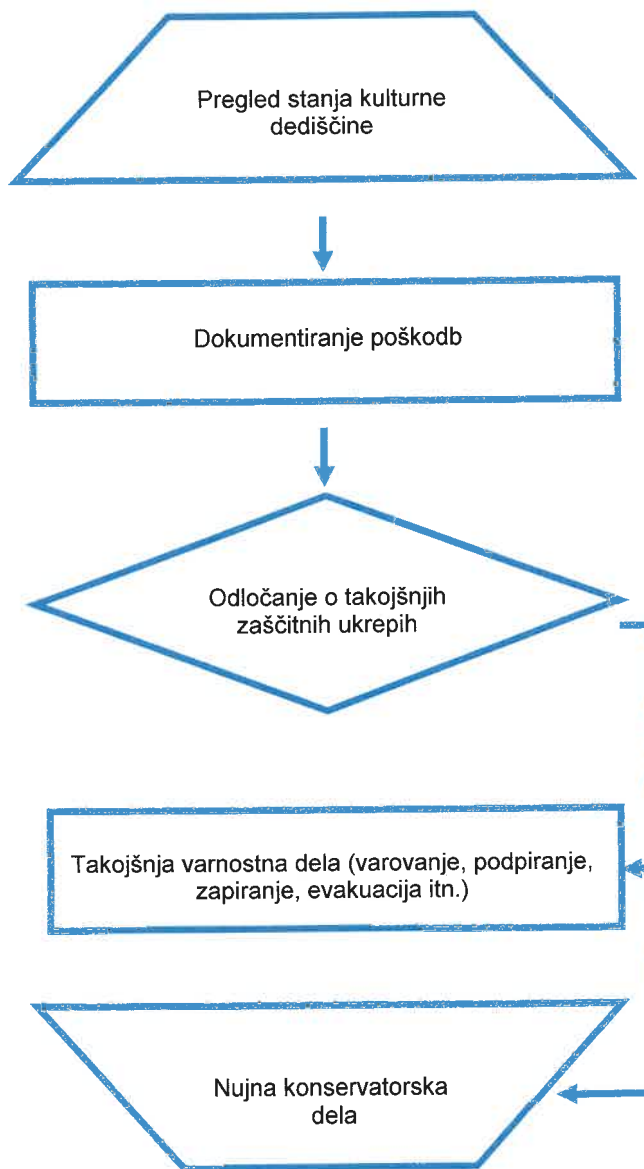 Pregled stanja kulturne
dediščine
Dokumentiranje poškodb
Odločanje o takojšnjih
zaščitnih ukrepih
Takojšnja varnostna dela (varovanje, podpiranje,
zapiranje, evakuacija itn.)
Nujna konservatorska
dela